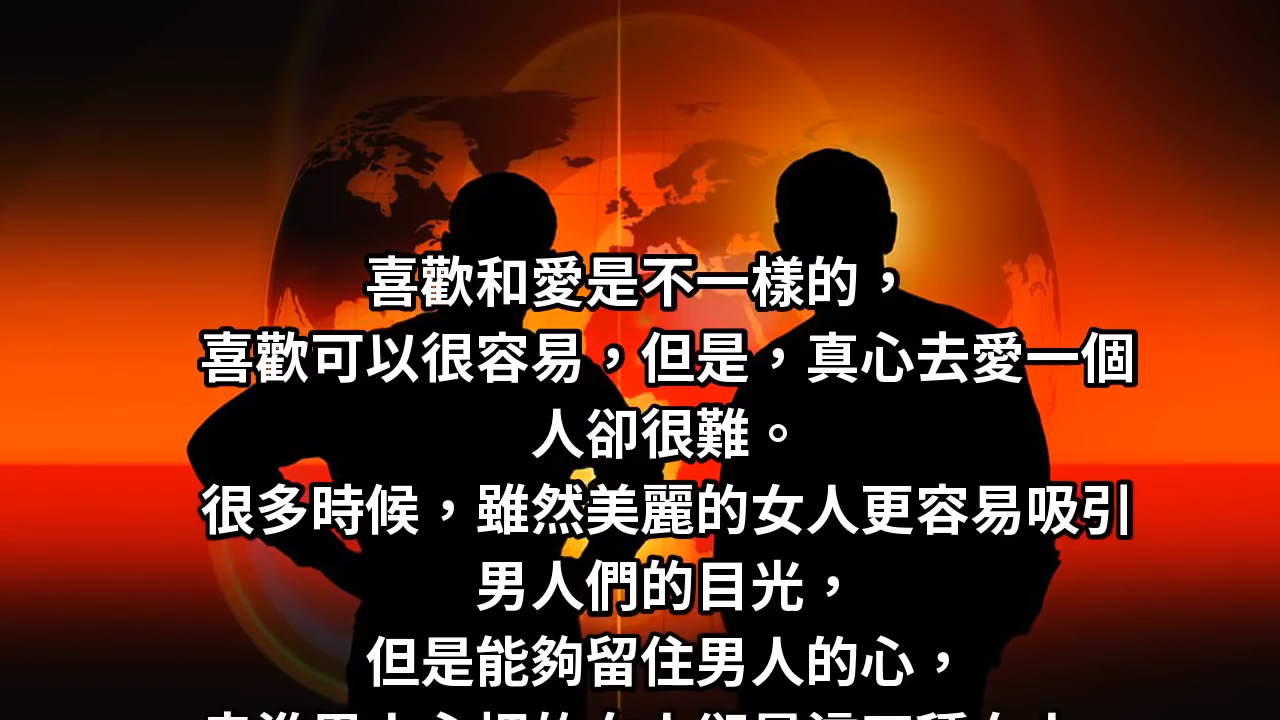 喜歡和愛是不一樣的，
喜歡可以很容易，但是，真心去愛一個
人卻很難。
很多時候，雖然美麗的女人更容易吸引
男人們的目光，
但是能夠留住男人的心，